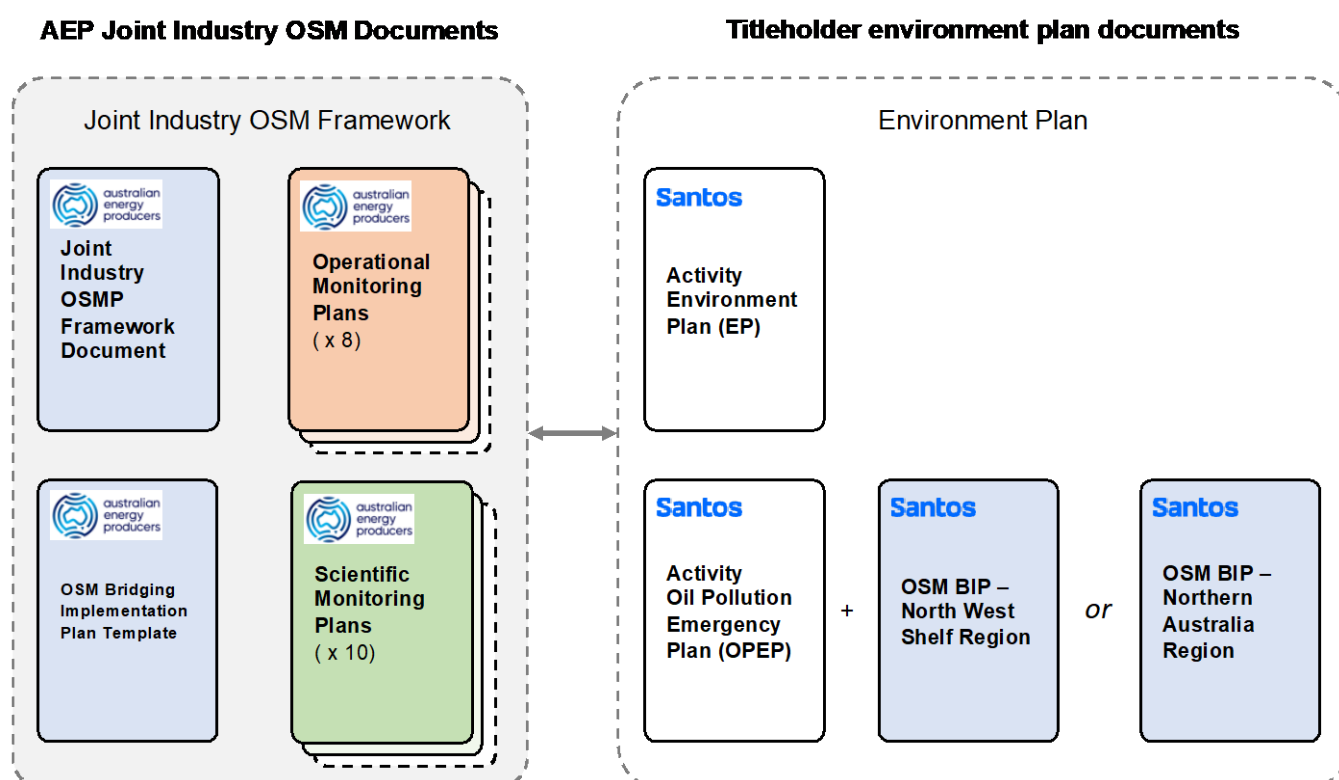 AEP Joint Industry OSM Documents
Titleholder environment plan documents
Joint Industry OSM Framework
australian
energy
producers
Joint
Industry
OSMP
Framework
Document
australian
energy
producers
Operational
Monitoring
Plans
( x 8)
australian
energy
producers
OSM Bridging
Implementation
Plan Template
australian
energy
producers
Scientific
Monitoring
Plans
( x 10)
Environment Plan
Santos
Activity
Environment
Plan (EP)
Santos
Activity
Oil Pollution
Emergency
Plan (OPEP)
+
Santos
OSM BIP –
North West
Shelf Region
or
Santos
OSM BIP –
Northern
Australia
Region